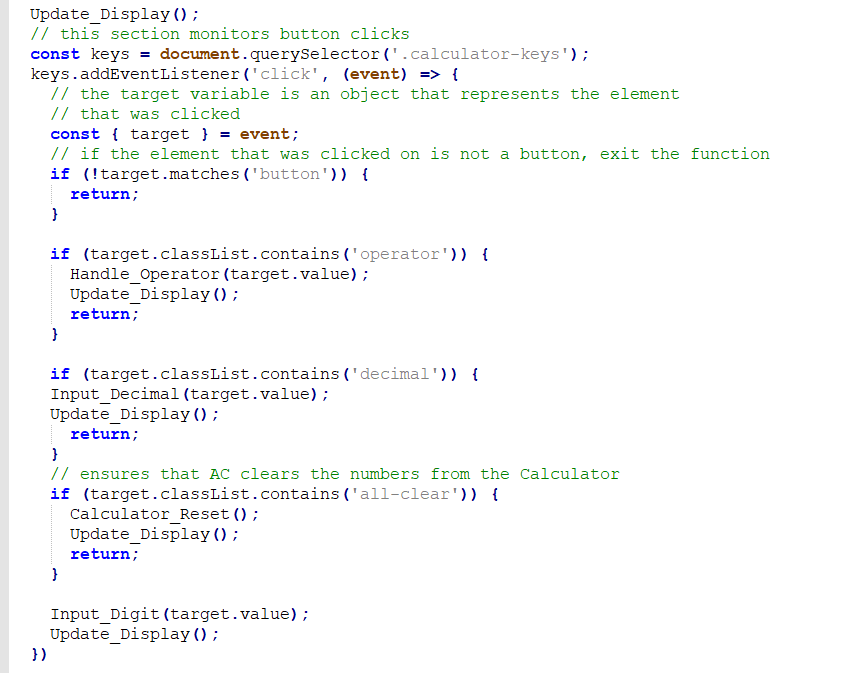 Update_Display();
// this section monitors button clicks
const keys = document.querySelector('.calculator-keys');
keys.addEventListener('click', (event) => {
  // the target variable is an object that represents the element
  // that was clicked
  const { target } = event;
  // if the element that was clicked on is not a button, exit the function
  if (!target.matches('button')) {
    return;
  }

  if (target.classList.contains('operator')) {
    Handle_Operator(target.value);
    Update_Display();
    return;
  }

  if (target.classList.contains('decimal')) {
  Input_Decimal(target.value);
  Update_Display();
    return;
  }
  // ensures that AC clears the numbers from the Calculator
  if (target.classList.contains('all-clear')) {
    Calculator_Reset();
    Update_Display();
    return;
  }

  Input_Digit(target.value);
  Update_Display();
})